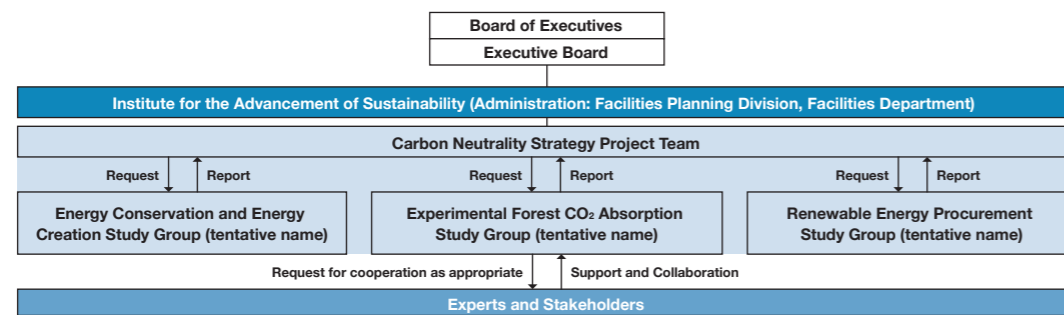 Board of Executives
Executive Board
Institute for the Advancement of Sustainability (Administration: Facilities Planning Division, Facilities Department)
Carbon Neutrality Strategy Project Team
Request
Report
Request
Report
Request
Report
Energy Conservation and Energy
Creation Study Group (tentative name)
Experimental Forest CO₂ Absorption
Study Group (tentative name)
Renewable Energy Procurement
Study Group (tentative name)
Request for cooperation as appropriate
Support and Collaboration
Experts and Stakeholders